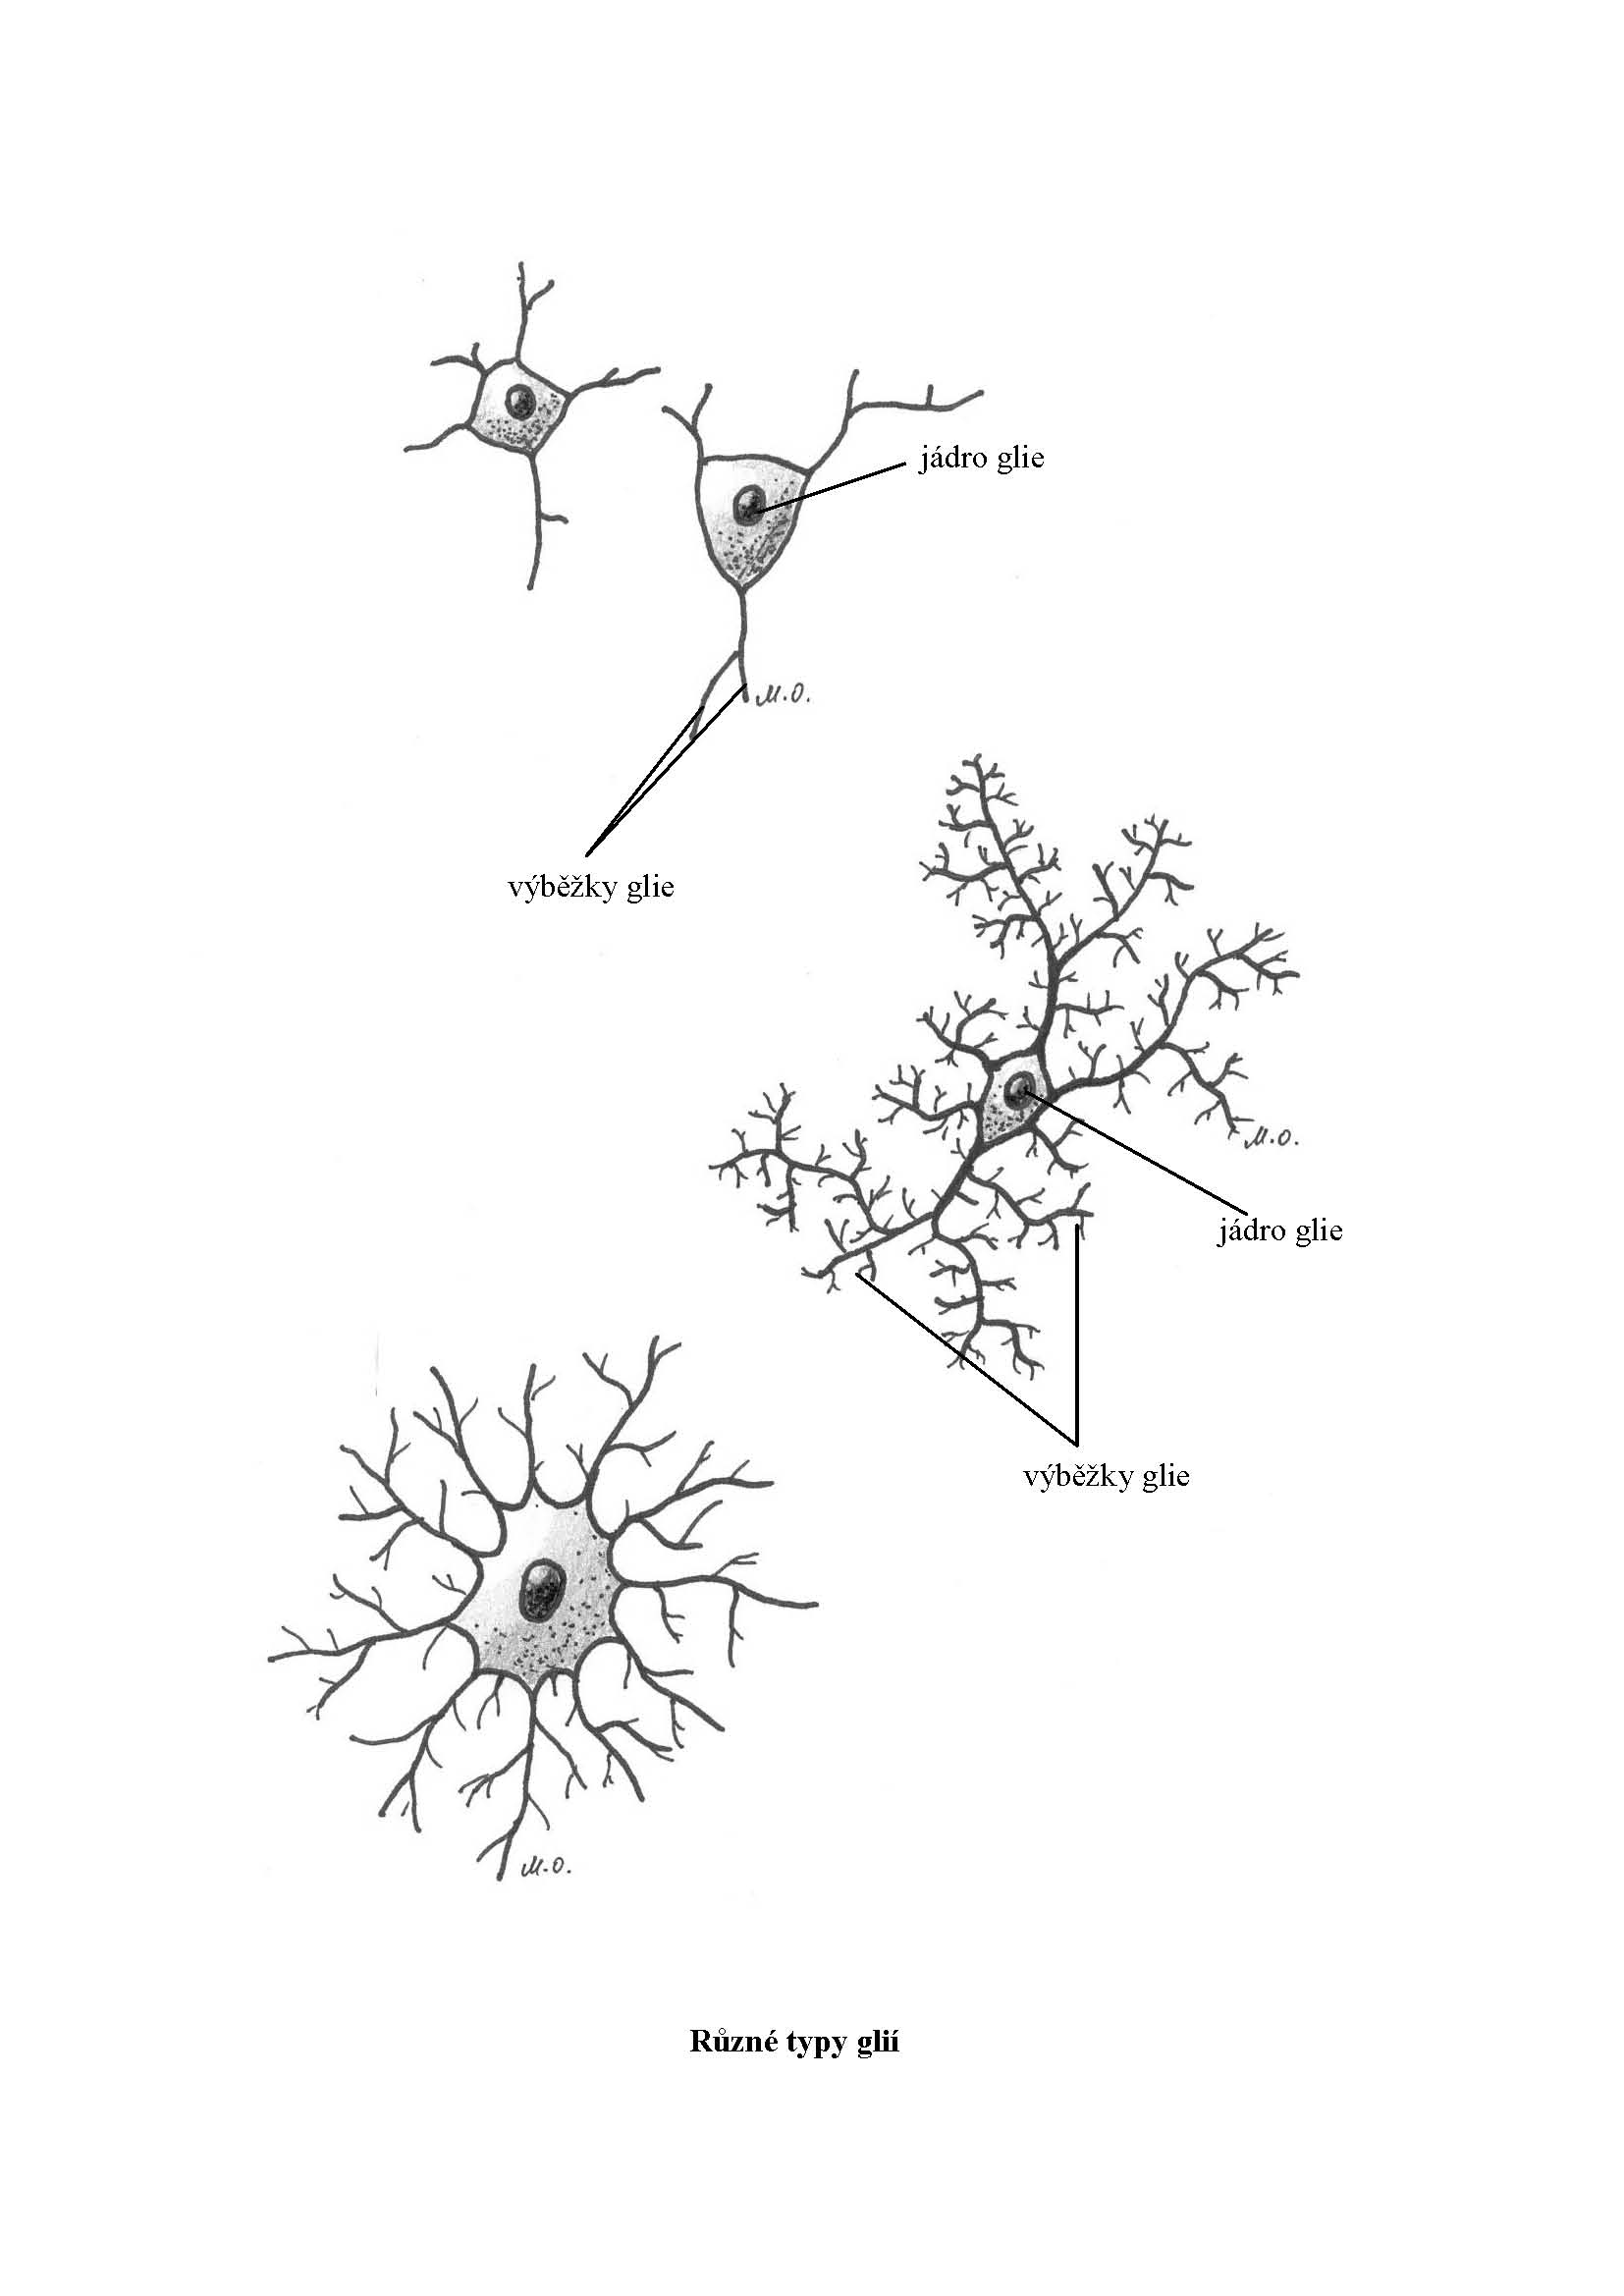 jádro glie
M.O.
výběžky glie
M.O.
jádro glie
výběžky glie
M.O.
Různé typy glií